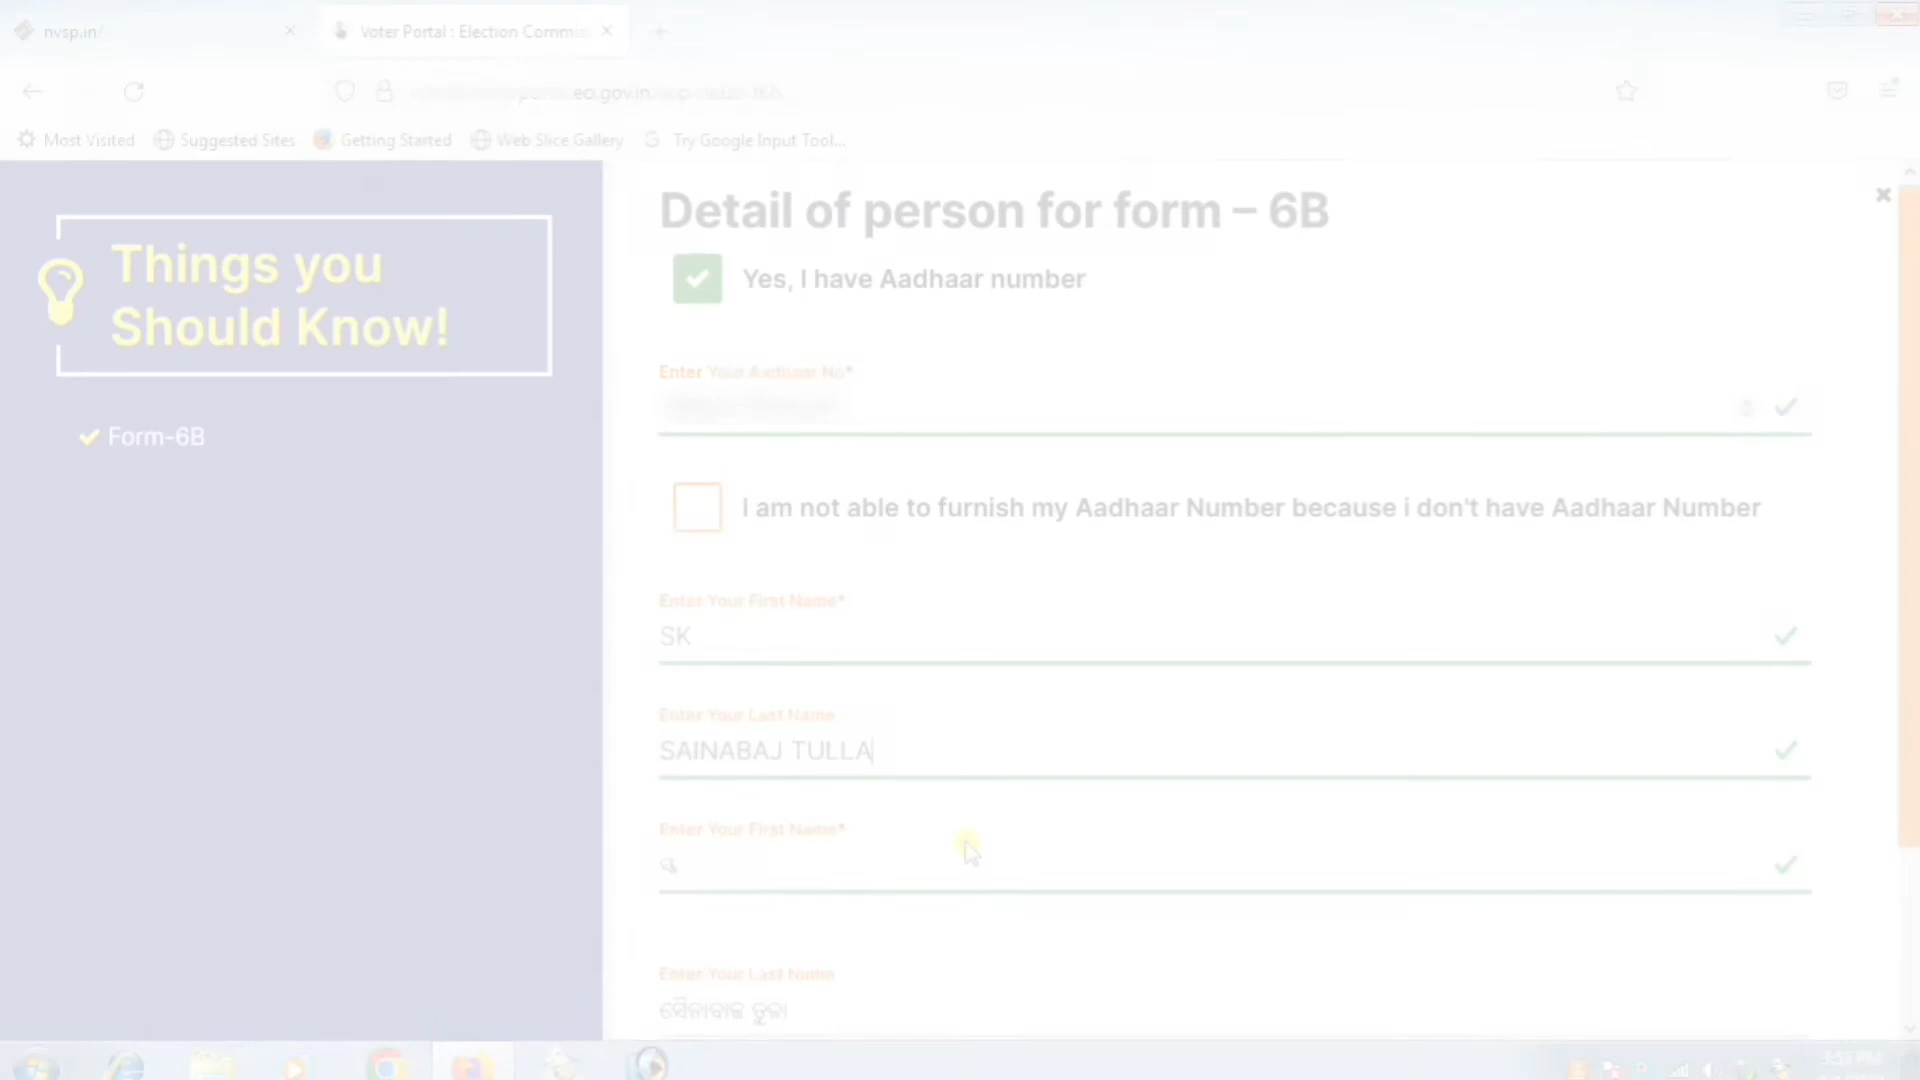 nvsp.in/
Voter Portal : Election Commis
eci.gov.in
Most Visited
Suggested Sites
Getting Started
Web Slice Gallery
Try Google Input Tool...
Things you
Should Know!
Form-6B
Detail of person for form – 6B
Yes, I have Aadhaar number
Enter Your Aadhaar No*
I am not able to furnish my Aadhaar Number because i don't have Aadhaar Number
Enter Your First Name*
SK
Enter Your Last Name
SAINABAJ TULLA
Enter Your First Name*
Enter Your Last Name
ସୈନାବାଜ ତୁଲା